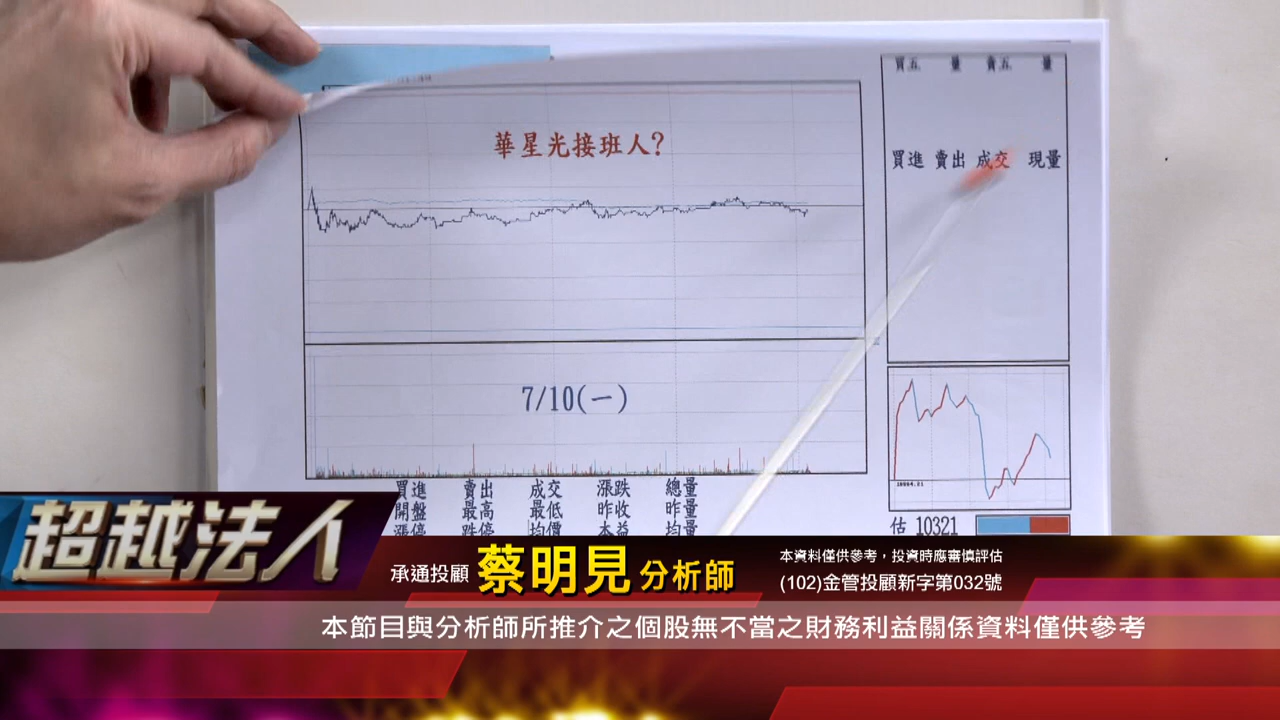 買五 量 賣五 量
華星光接班人?
買進 賣出 成交 現量
7/10(一)
買進 賣出 成交 漲跌 總量
開盤 最高 最低 昨收 昨量
漲停 跌停 均價 本益 均量
估 10321
超越法人
承通投顧 蔡明見 分析師
本資料僅供參考，投資時應審慎評估
(102)金管投顧新字第032號
本節目與分析師所推介之個股無不當之財務利益關係資料僅供參考